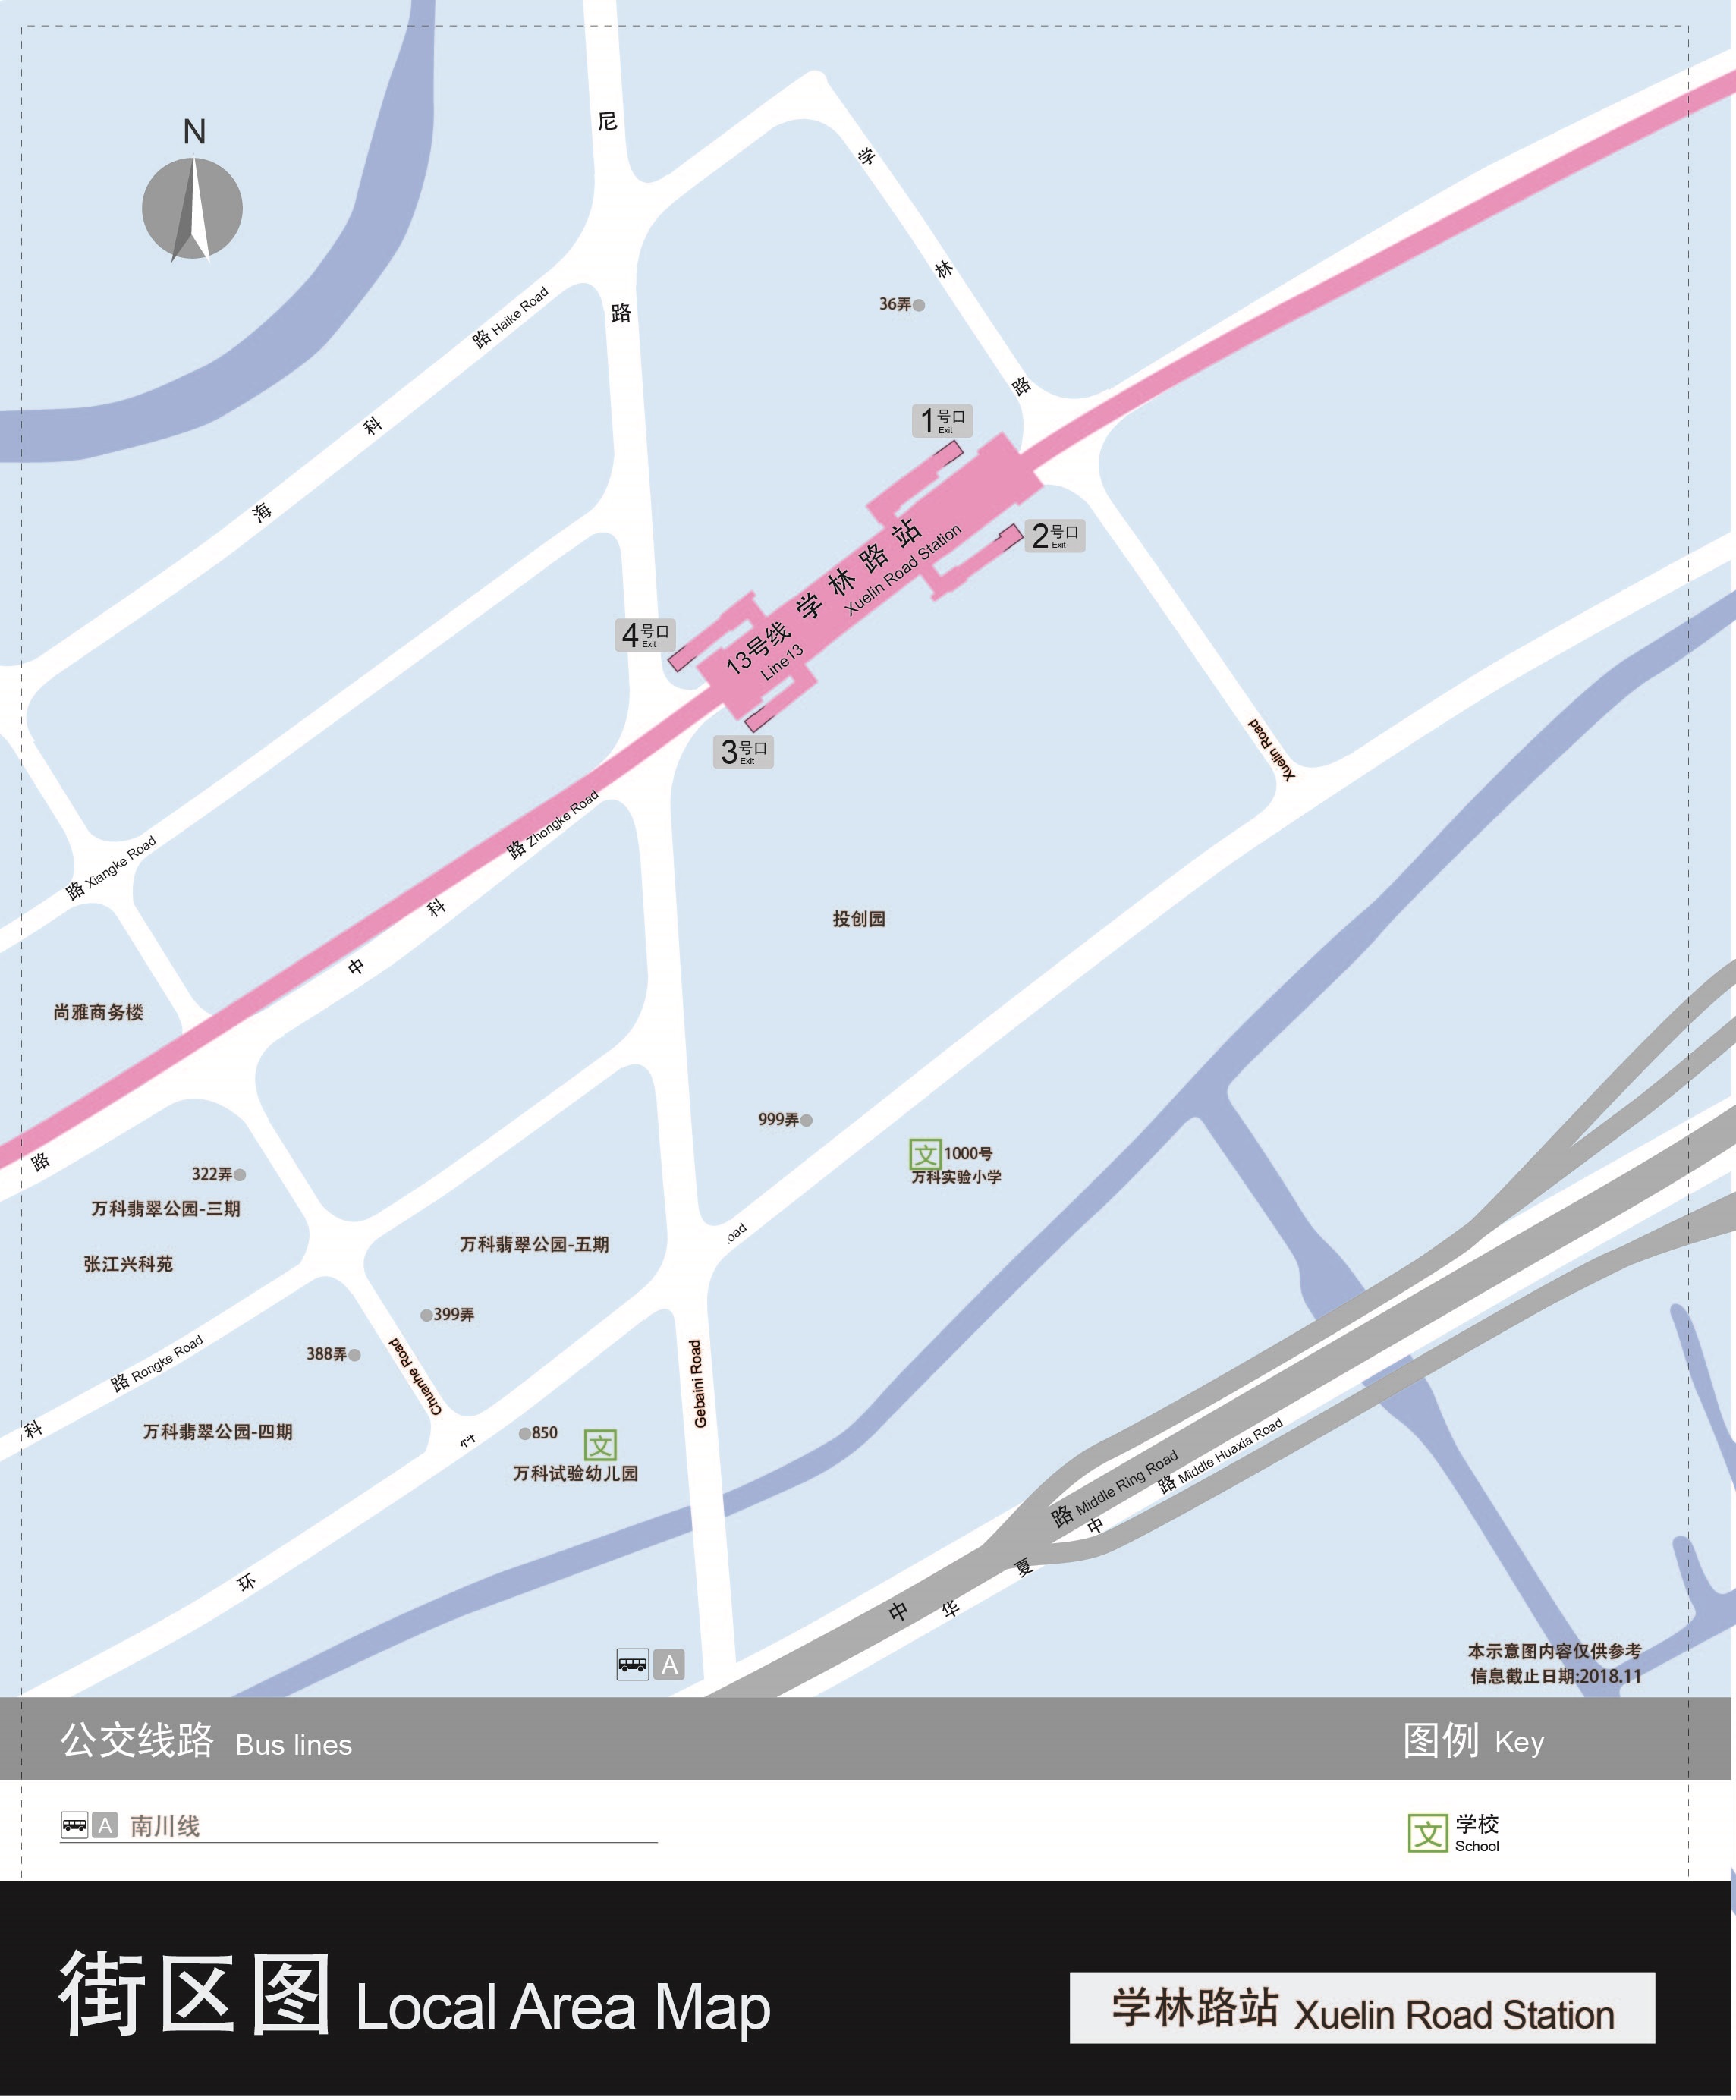 N
尼
路
学
林
路
36弄
海
科
路 Haike Road
1号口
Exit
2号口
Exit
4号口
Exit
3号口
Exit
13号线 学林路站
Line13 Xuelin Road Station
Xuelin Road
路 Xiangke Road
路
中
科
路 Zhongke Road
投创园
尚雅商务楼
999弄
文 1000号
万科实验小学
322弄
万科翡翠公园-三期
张江兴科苑
万科翡翠公园-五期
399弄
388弄
Chuanhe Road
科
路 Rongke Road
万科翡翠公园-四期
Gebaini Road
850
文
万科试验幼儿园
环
oad
中
路 Middle Ring Road
华
夏
中
路 Middle Huaxia Road
A
本示意图内容仅供参考
信息截止日期:2018.11
公交线路 Bus lines
图例 Key
A 南川线
文 学校
School
街区图 Local Area Map
学林路站 Xuelin Road Station